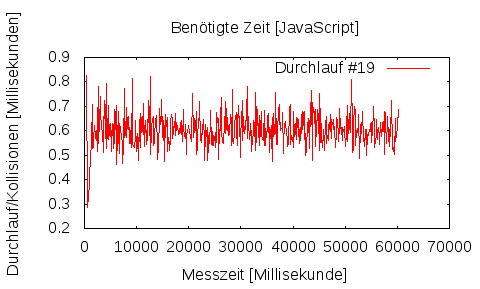 Benötigte Zeit [JavaScript]
Durchlauf/Kollisionen [Millisekunden]
Durchlauf #19
0.9
0.8
0.7
0.6
0.5
0.4
0.3
0.2
0 10000 20000 30000 40000 50000 60000 70000
Messzeit [Millisekunde]